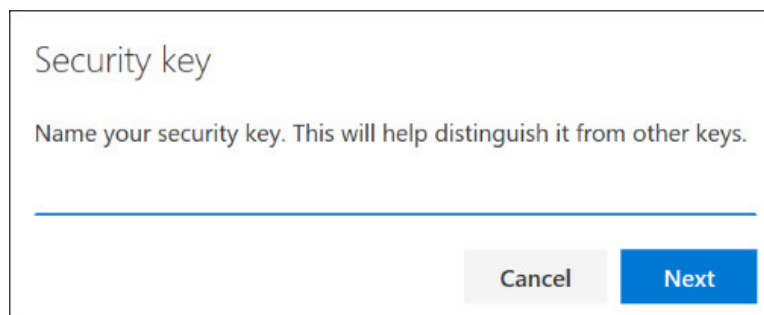 Security key
Name your security key. This will help distinguish it from other keys.
Cancel
Next